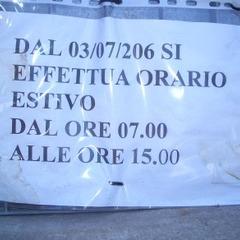 DAL 03/07/206 SI
EFFETTUA ORARIO
ESTIVO
DAL ORE 07.00
ALLE ORE 15.00